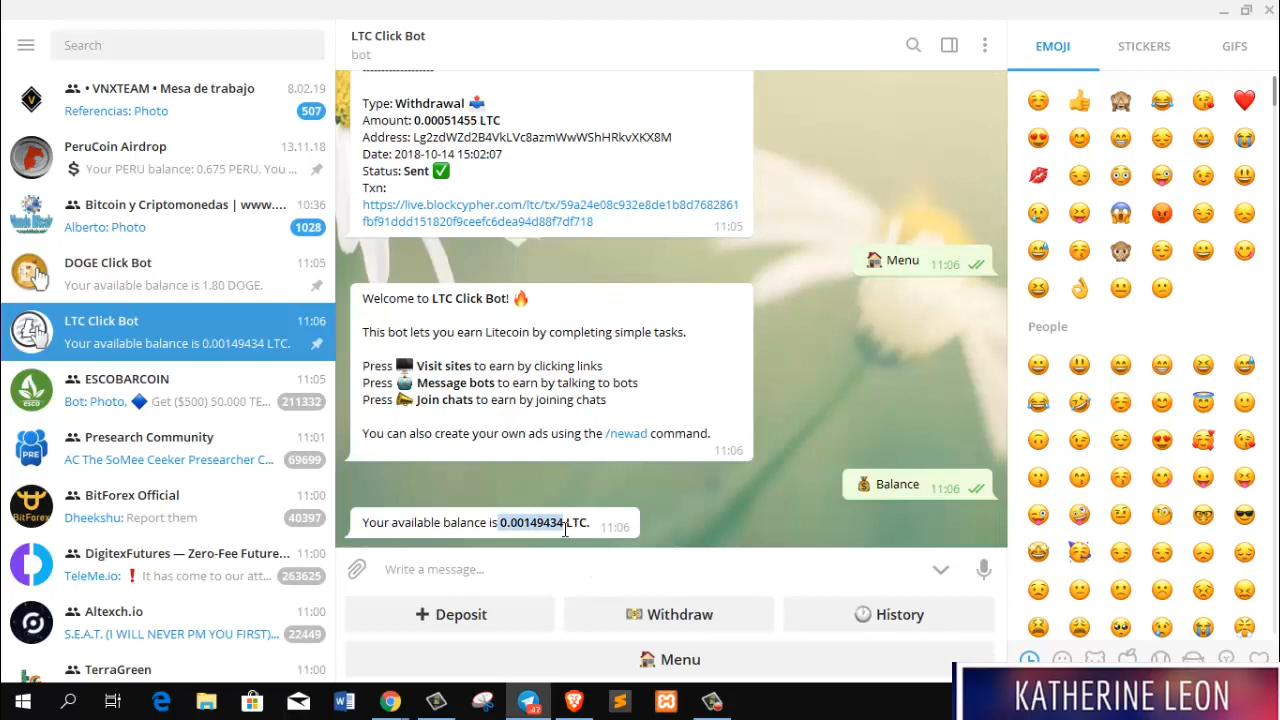 Search
• VNXTEAM • Mesa de trabajo 8.02.19
Referencias: Photo 507
PeruCoin Airdrop 13.11.18
$ Your PERU balance: 0.675 PERU. You ...
Bitcoin y Criptomonedas | www.... 10:36
Alberto: Photo 1028
DOGE Click Bot 11:05
Your available balance is 1.80 DOGE.
LTC Click Bot 11:06
Your available balance is 0.00149434 LTC.
ESCOBARCOIN 11:05
Bot: Photo, 🔷 Get ($500) 50.000 TE... 211332
Presearch Community 11:01
AC The SoMee Ceeker Presearcher C... 69699
BitForex Official 11:00
Dheekshu: Report them 40397
DigitexFutures — Zero-Fee Future... 11:00
TeleMe.io: ❗ It has come to our att... 263625
Altexch.io 11:00
S.E.A.T. (I WILL NEVER PM YOU FIRST)... 22449
TerraGreen 11:00
LTC Click Bot
bot
Type: Withdrawal 📤
Amount: 0.00051455 LTC
Address: Lg2zdWZd2B4VkLVc8azmWwWShHRkvXKX8M
Date: 2018-10-14 15:02:07
Status: Sent ✅
Txn:
https://live.blockcypher.com/ltc/tx/59a24e08c932e8de1b8d7682861
fbf91ddd151820f9ceefc6dea94d88f7df718
11:05
🏠 Menu 11:06
Welcome to LTC Click Bot! 🔥
This bot lets you earn Litecoin by completing simple tasks.
Press 🖥 Visit sites to earn by clicking links
Press 🤖 Message bots to earn by talking to bots
Press 📣 Join chats to earn by joining chats
You can also create your own ads using the /newad command.
11:06
💰 Balance 11:06
Your available balance is 0.00149434 LTC. 11:06
Write a message...
+ Deposit
💵 Withdraw
🕐 History
🏠 Menu
EMOJI STICKERS GIFS
People
KATHERINE LEON